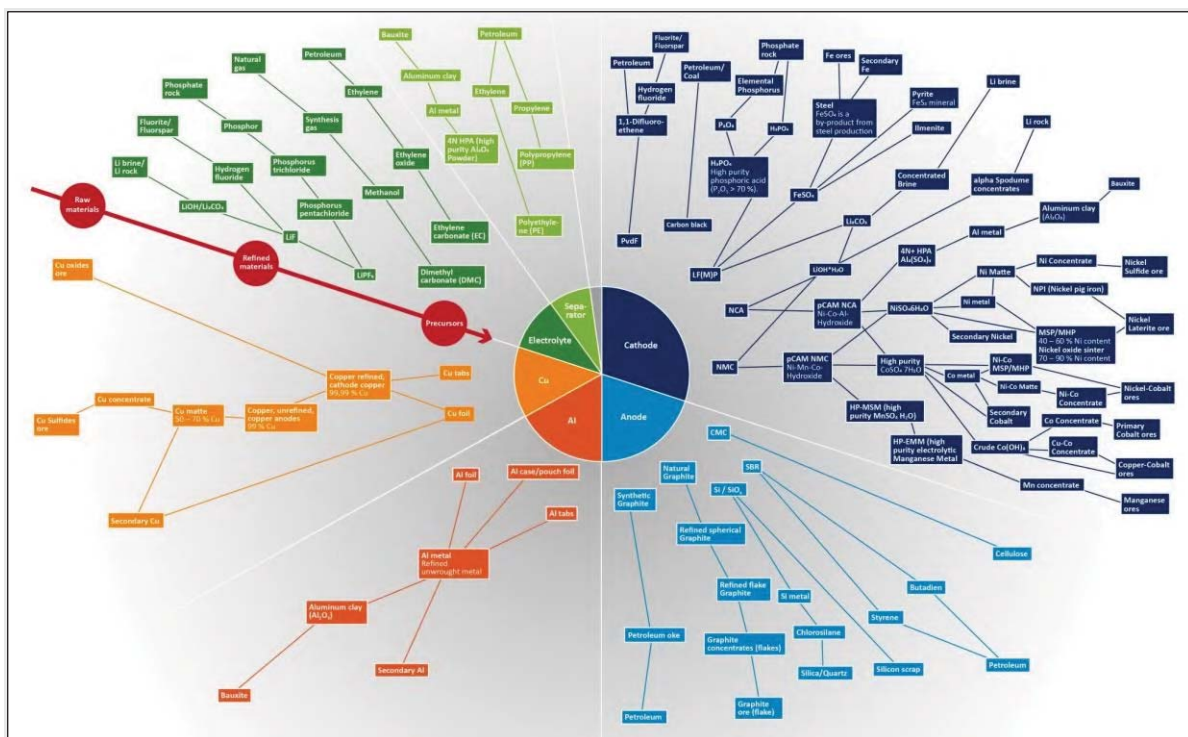 Raw
materials
Refined
materials
Precursors
Separa-
tor
Electrolyte
Cu
Al
Cathode
Anode
Natural
gas
Petroleum
Phosphate
rock
Ethylene
Fluorite/
Fluorspar
Phosphor
Synthesis
gas
Li brine/
Li rock
Hydrogen
fluoride
Phosphorus
trichloride
Ethylene
oxide
LiOH/Li₂CO₃
Methanol
Phosphorus
pentachloride
LiF
Ethylene
carbonate (EC)
LiPF₆
Dimethyl
carbonate (DMC)
Bauxite
Petroleum
Aluminum clay
Ethylene
Al metal
Propylene
4N HPA (high
purity Al₂O₃
Powder)
Polypropylene
(PP)
Polyethyle-
ne (PE)
Fluorite/
Fluorspar
Petroleum
Petroleum/
Coal
Phosphate
rock
Fe ores
Secondary
Fe
Hydrogen
fluoride
Elemental
Phosphorus
Pyrite
FeS₂ mineral
Li brine
1,1-Difluoro-
ethene
P₄O₆
H₃PO₄
Steel
FeSO₄ is a
by-product from
steel production
Ilmenite
Li rock
H₃PO₄
High purity
phosphoric acid
(P₂O₅ > 70 %).
FeSO₄
Concentrated
Brine
alpha Spodume
concentrates
Bauxite
Carbon black
PvdF
Li₂CO₃
Aluminum clay
(Al₂O₃)
Al metal
LF(M)P
LiOH*H₂O
4N+ HPA
Al₂(SO₄)₃
Ni Concentrate
Nickel
Sulfide ore
Ni Matte
NPI (Nickel pig iron)
NCA
pCAM NCA
Ni-Co-Al-
Hydroxide
NiSO₄6H₂O
Ni metal
Nickel
Laterite ore
Secondary Nickel
MSP/MHP
40 – 60 % Ni content
Nickel oxide sinter
70 – 90 % Ni content
NMC
pCAM NMC
Ni-Mn-Co-
Hydroxide
High purity
CoSO₄ 7H₂O
Ni-Co
MSP/MHP
Co metal
Ni-Co Matte
Ni-Co
Concentrate
Nickel-Cobalt
ores
HP-MSM (high
purity MnSO₄ H₂O)
Secondary
Cobalt
Co Concentrate
Primary
Cobalt ores
HP-EMM (high
purity electrolytic
Manganese Metal
Crude Co(OH)₂
Cu-Co
Concentrate
Copper-Cobalt
ores
Mn concentrate
Manganese
ores
Cu oxides
ore
Copper refined,
cathode copper
99,99 % Cu
Cu tabs
Cu concentrate
Cu matte
50 – 70 % Cu
Copper, unrefined,
copper anodes
99 % Cu
Cu foil
Cu Sulfides
ore
Secondary Cu
Al foil
Al case/pouch foil
Al tabs
Al metal
Refined
unwrought metal
Aluminum clay
(Al₂O₃)
Secondary Al
Bauxite
CMC
Natural
Graphite
SBR
Synthetic
Graphite
Si / SiOₓ
Refined spherical
Graphite
Cellulose
Refined flake
Graphite
Si metal
Butadien
Styrene
Petroleum oke
Graphite
concentrates (flakes)
Chlorosilane
Silica/Quartz
Silicon scrap
Petroleum
Graphite
ore (flake)
Petroleum